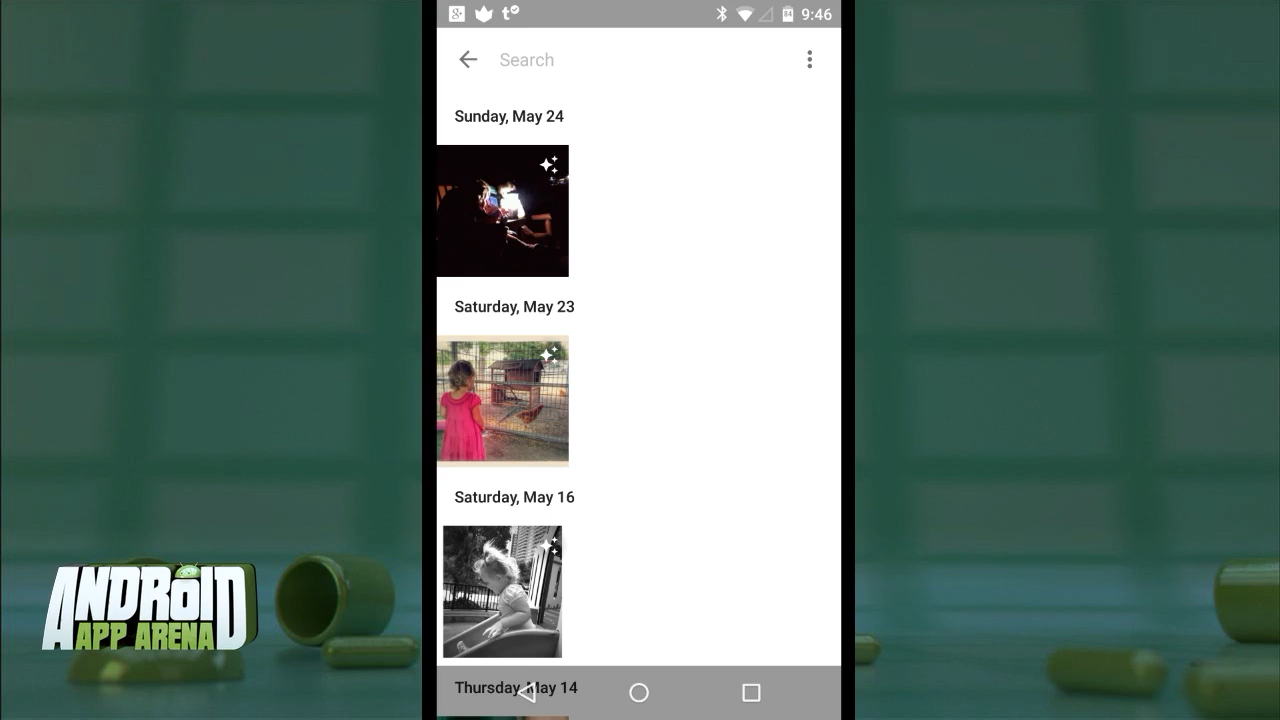 9:46
Search
Sunday, May 24
Saturday, May 23
Saturday, May 16
Thursday, May 14
ANDROID
APP ARENA